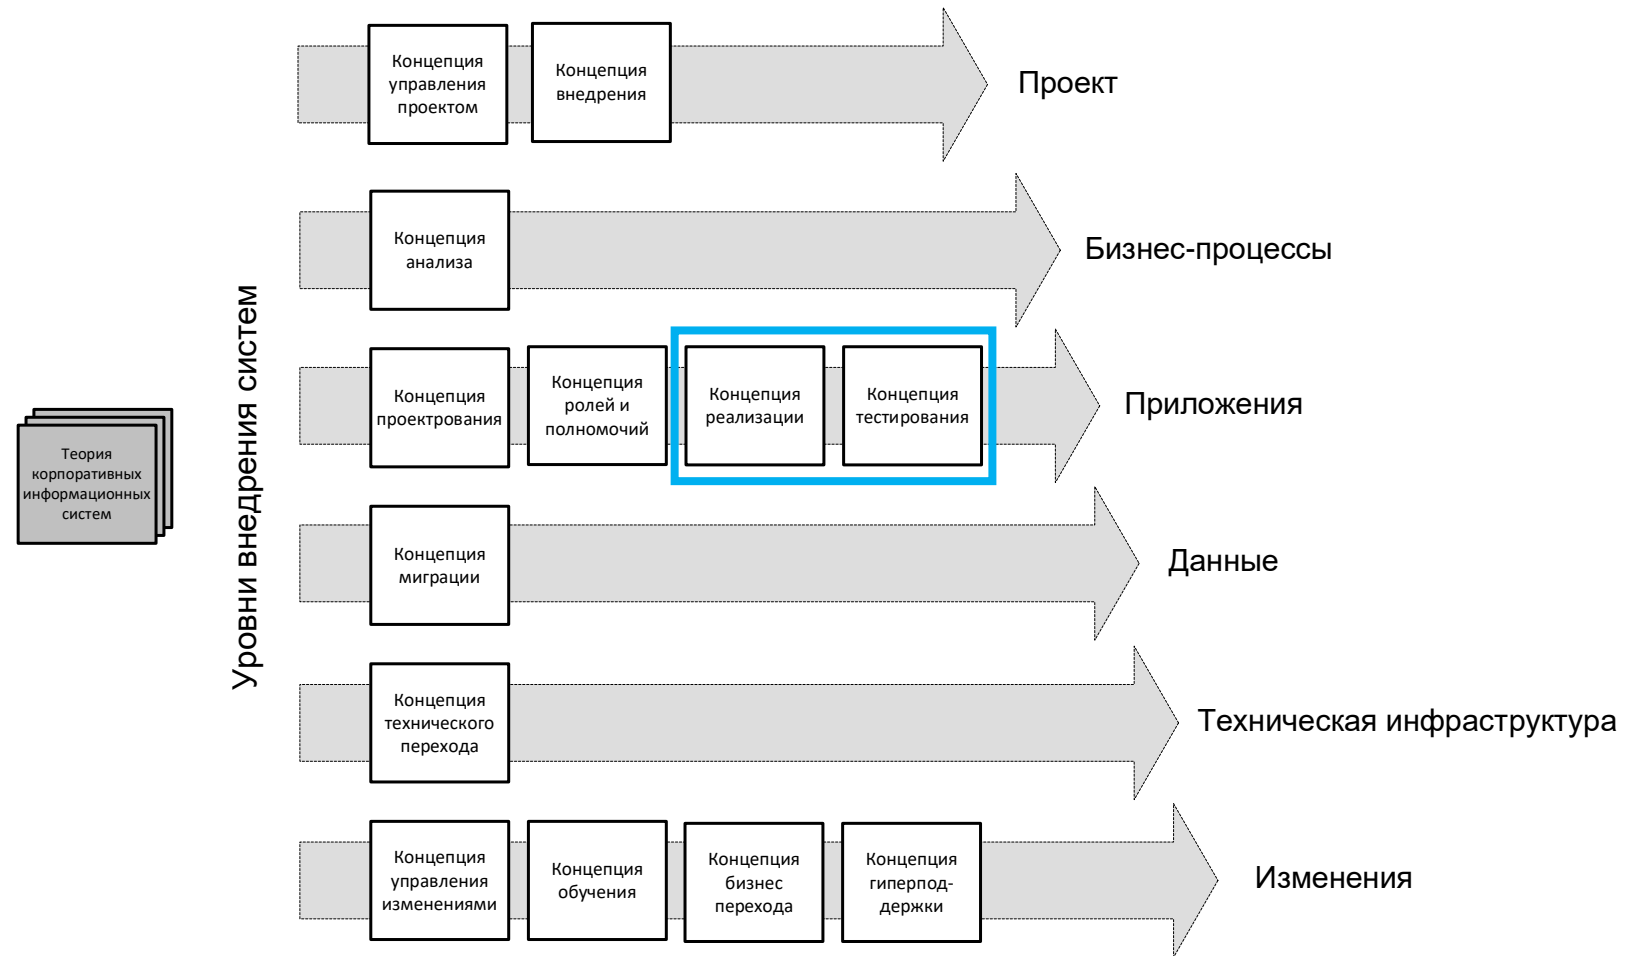 Концепция
управления
проектом
Концепция
внедрения
Проект
Концепция
анализа
Бизнес-процессы
Концепция
проектрования
Концепция
ролей и
полномочий
Концепция
реализации
Концепция
тестирования
Приложения
Теория
корпоративных
информационных
систем
Уровни внедрения систем
Концепция
миграции
Данные
Концепция
технического
перехода
Техническая инфраструктура
Концепция
управления
изменениями
Концепция
обучения
Концепция
бизнес
перехода
Концепция
гиперпод-
держки
Изменения